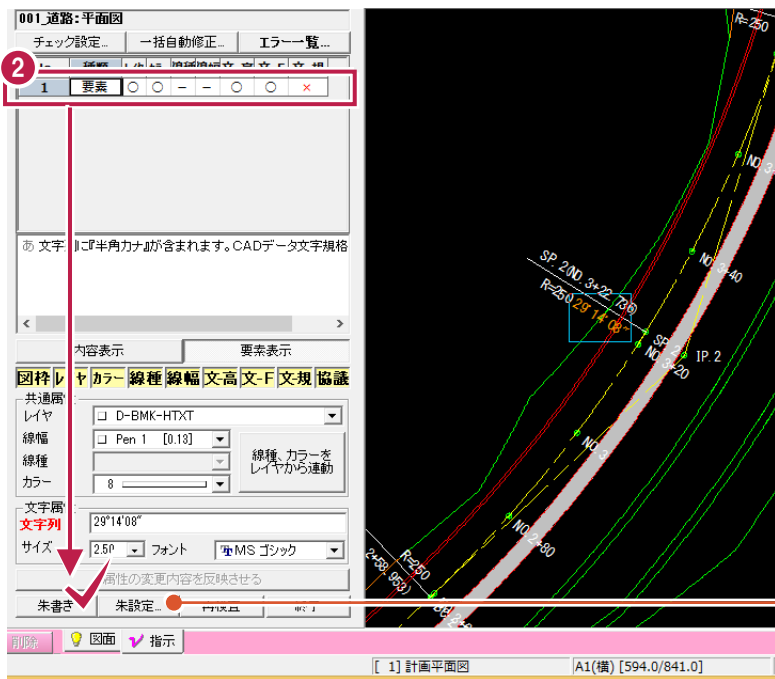 001_道路:平面図
チェック設定... 一括自動修正... エラー一覧...
2
1 要素 ○ ○ − − ○ ○ ×
あ 文字列に『半角カナ』が含まれます。CADデータ文字規格
内容表示 要素表示
図枠 レイヤ カラー 線種 線幅 文-高 文-F 文-規 協議
共通属性
レイヤ D-BMK-HTXT
線幅 Pen 1 [0.13]
線種
線種、カラーを
レイヤから連動
カラー 8
文字属性
文字列 29°14'08"
サイズ 2.50 フォント MS ゴシック
属性の変更内容を反映させる
朱書き 朱設定... 再検査 終了
削除 図面 指示
[ 1] 計画平面図 A1(横) [594.0/841.0]
R=250
NO.3+40
SP.2(NO.3+22.736)
R=250
29°14'08"
SP.2
NO.3+20
IP.2
NO.3
NO.2+80
R=250
2+58.953)